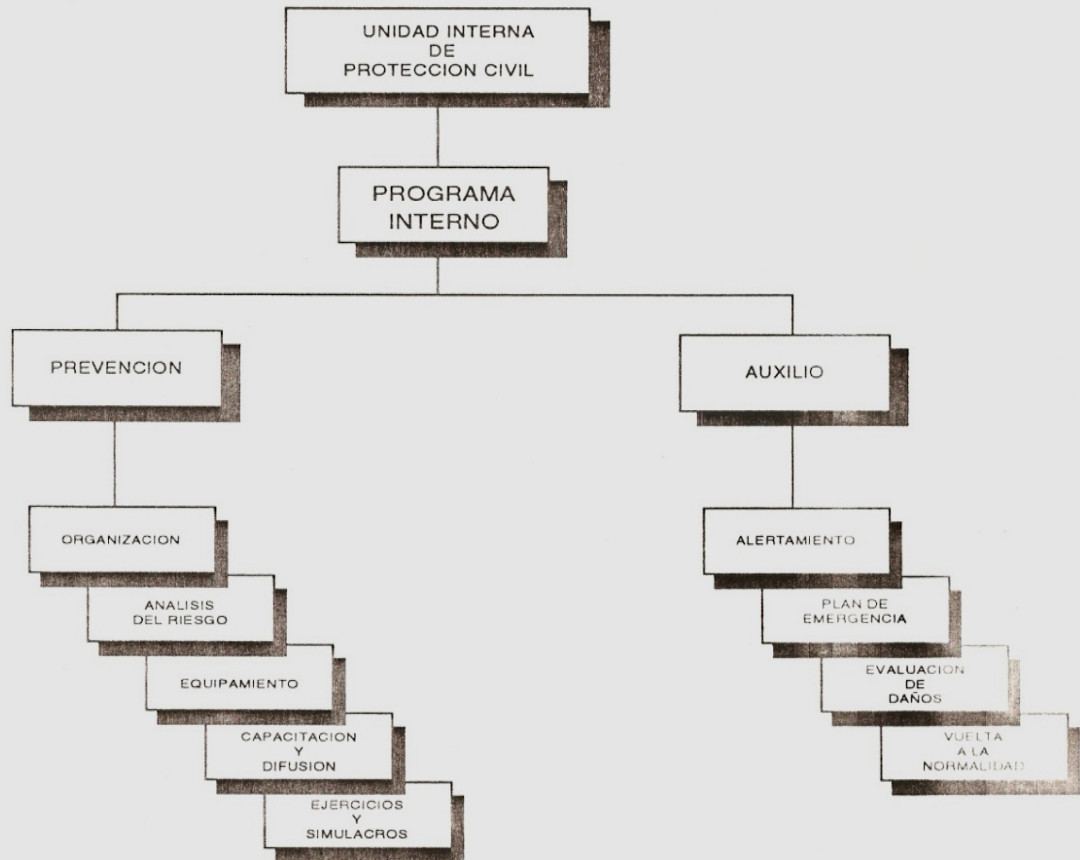 UNIDAD INTERNA
DE
PROTECCION CIVIL
PROGRAMA
INTERNO
PREVENCION
AUXILIO
ORGANIZACION
ANALISIS
DEL RIESGO
EQUIPAMIENTO
CAPACITACION
Y
DIFUSION
EJERCICIOS
Y
SIMULACROS
ALERTAMIENTO
PLAN DE
EMERGENCIA
EVALUACION
DE
DAÑOS
VUELTA
A LA
NORMALIDAD